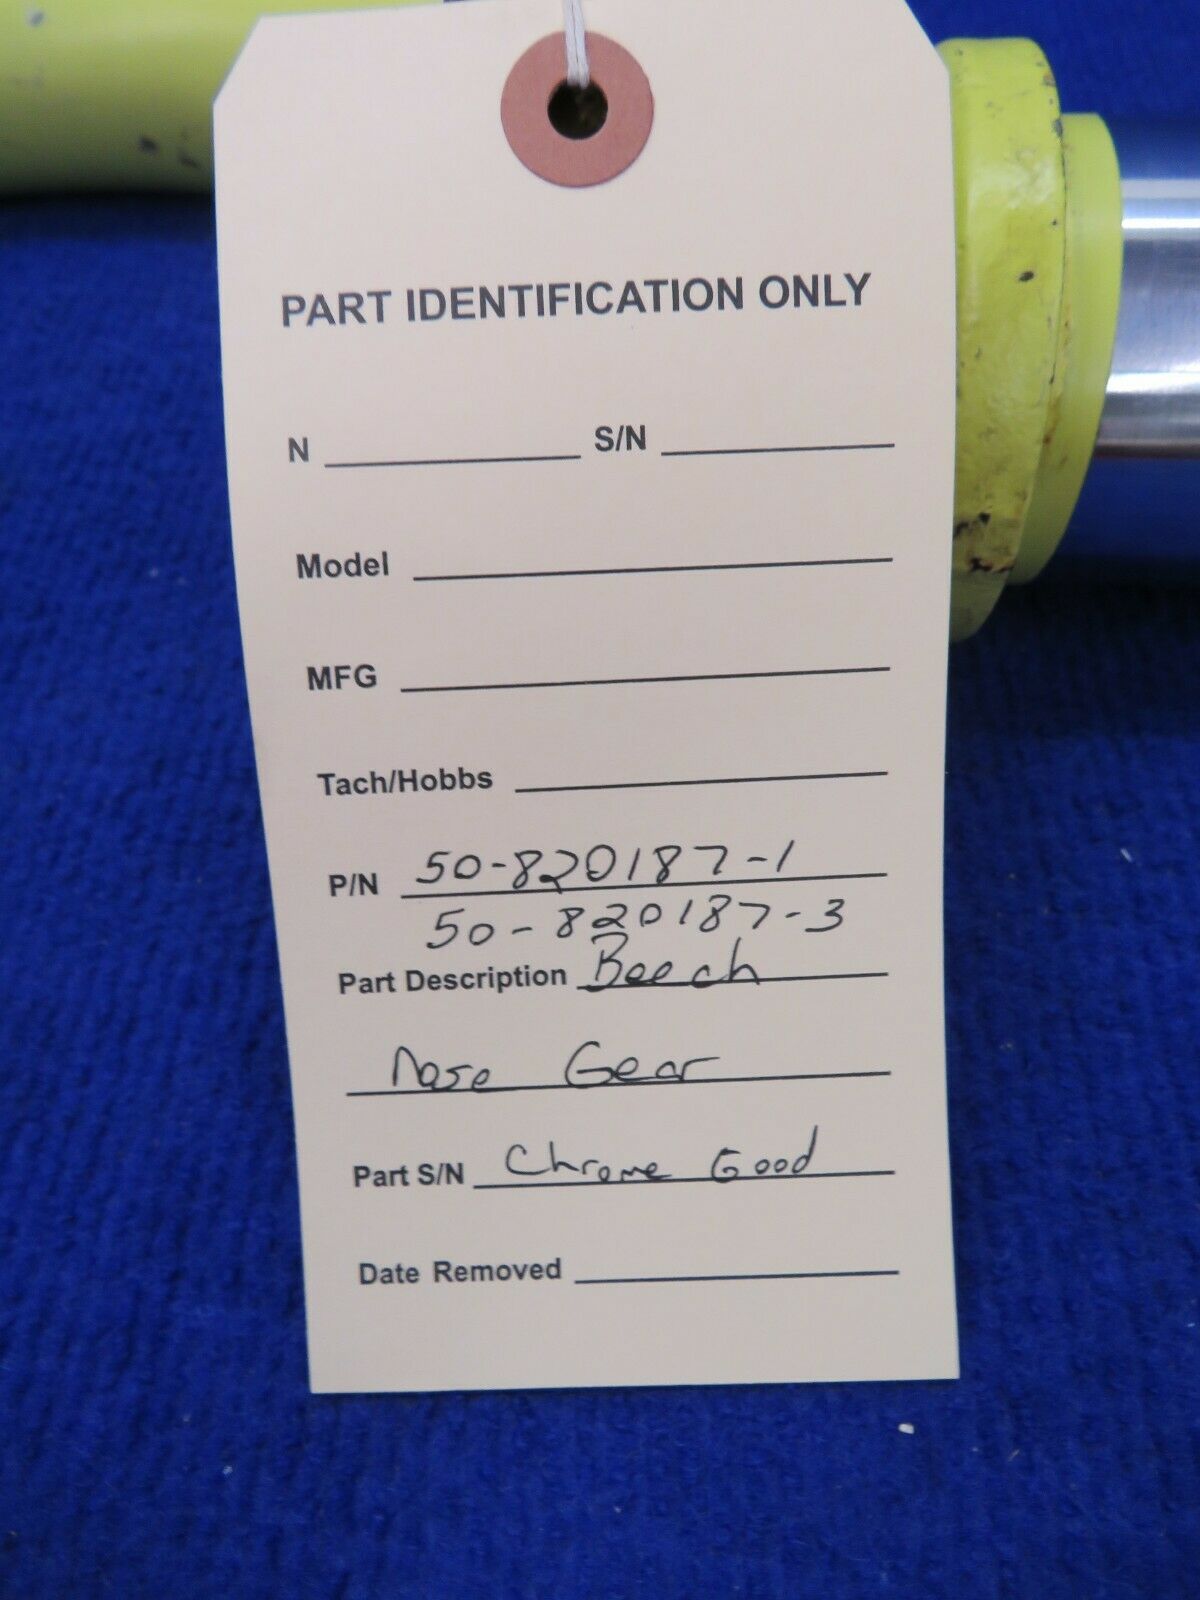 PART IDENTIFICATION ONLY
N S/N
Model
MFG
Tach/Hobbs
P/N 50-820187-1
50-820187-3
Part Description Beech
Nose Gear
Part S/N Chrome Good
Date Removed